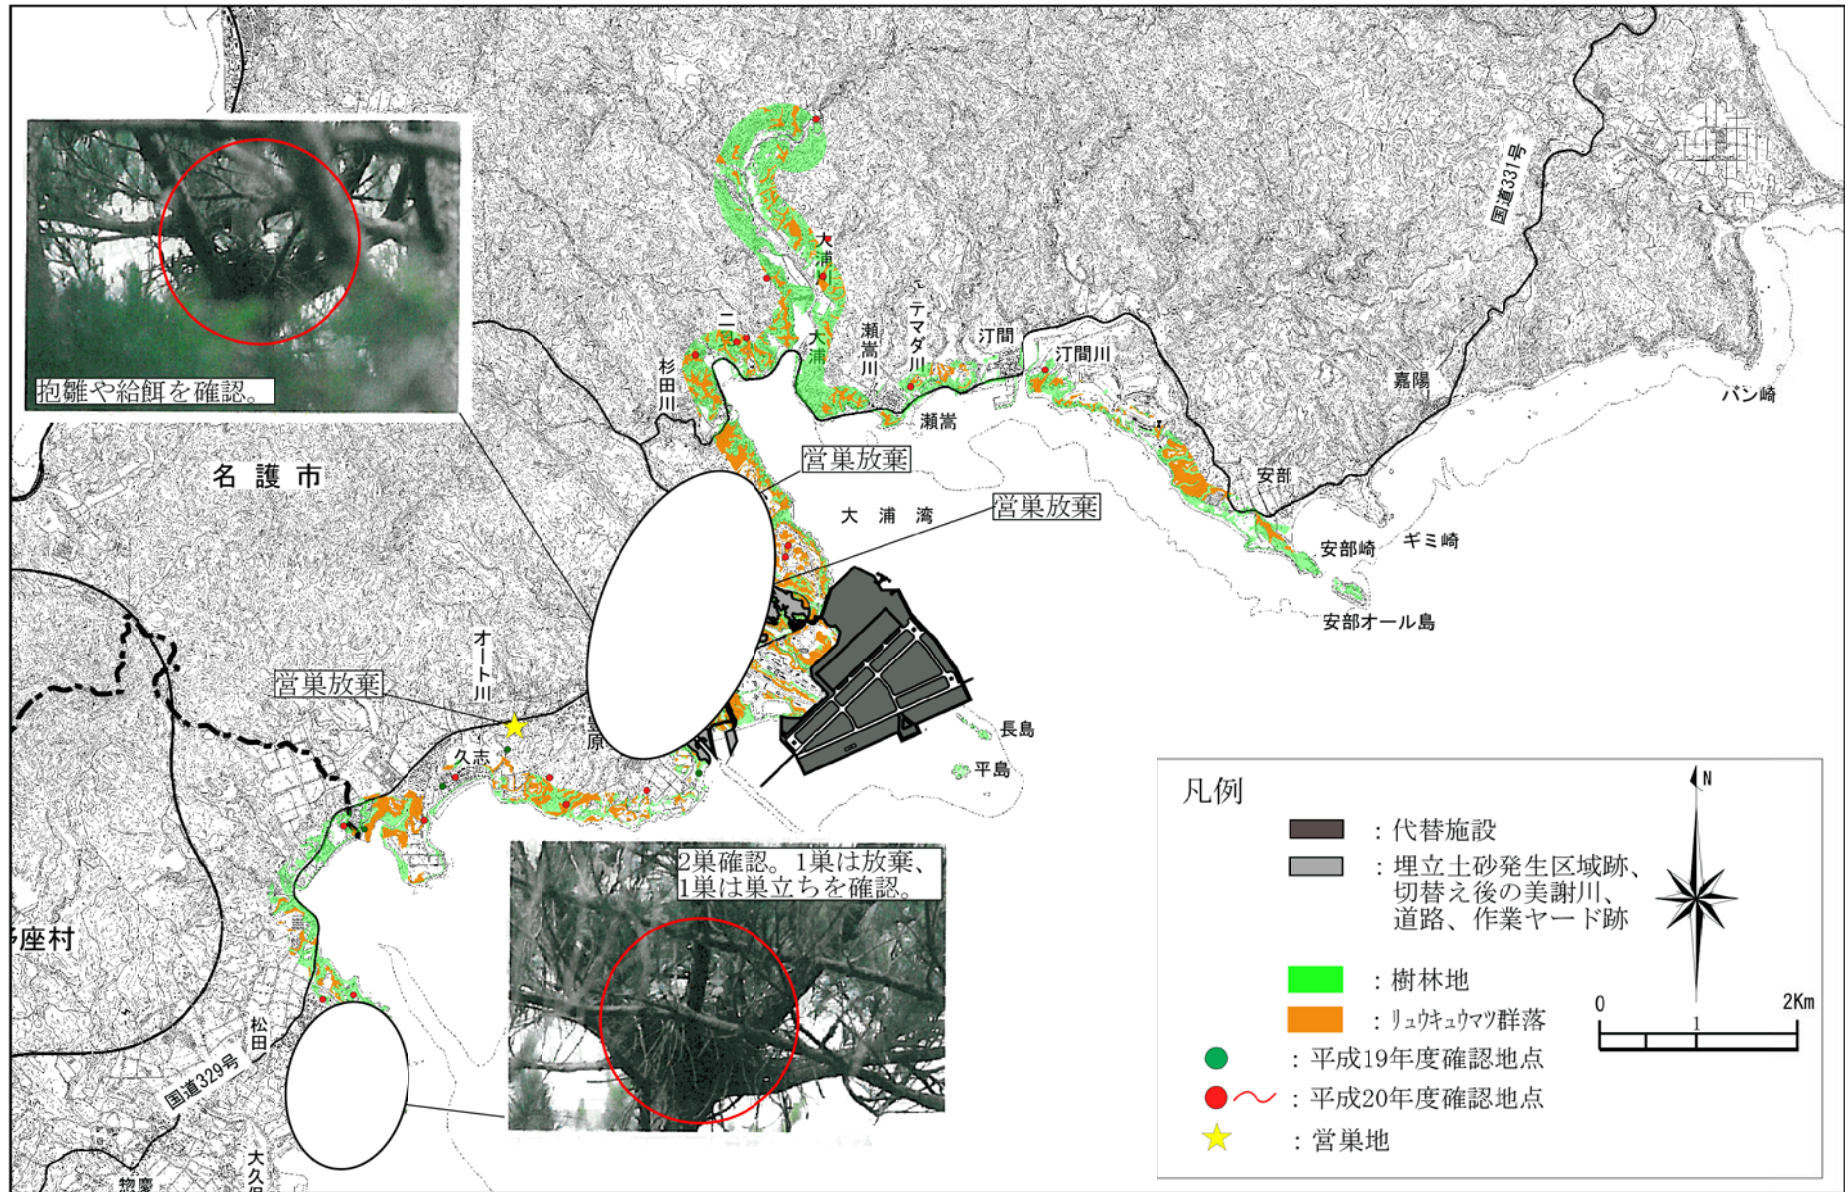 国道331号
抱雛や給餌を確認。
名護市
杉田川
二見
大浦川
大浦
瀬嵩川
テマダ川
汀間
汀間川
瀬嵩
嘉陽
バン崎
安部
安部崎
ギミ崎
安部オール島
営巣放棄
営巣放棄
大浦湾
オート川
営巣放棄
久志
原
長島
平島
2巣確認。1巣は放棄、
1巣は巣立ちを確認。
座村
松田
国道329号
凡例
：代替施設
：埋立土砂発生区域跡、
切替え後の美謝川、
道路、作業ヤード跡
：樹林地
：リュウキュウマツ群落
：平成19年度確認地点
：平成20年度確認地点
：営巣地
N
0
1
2Km